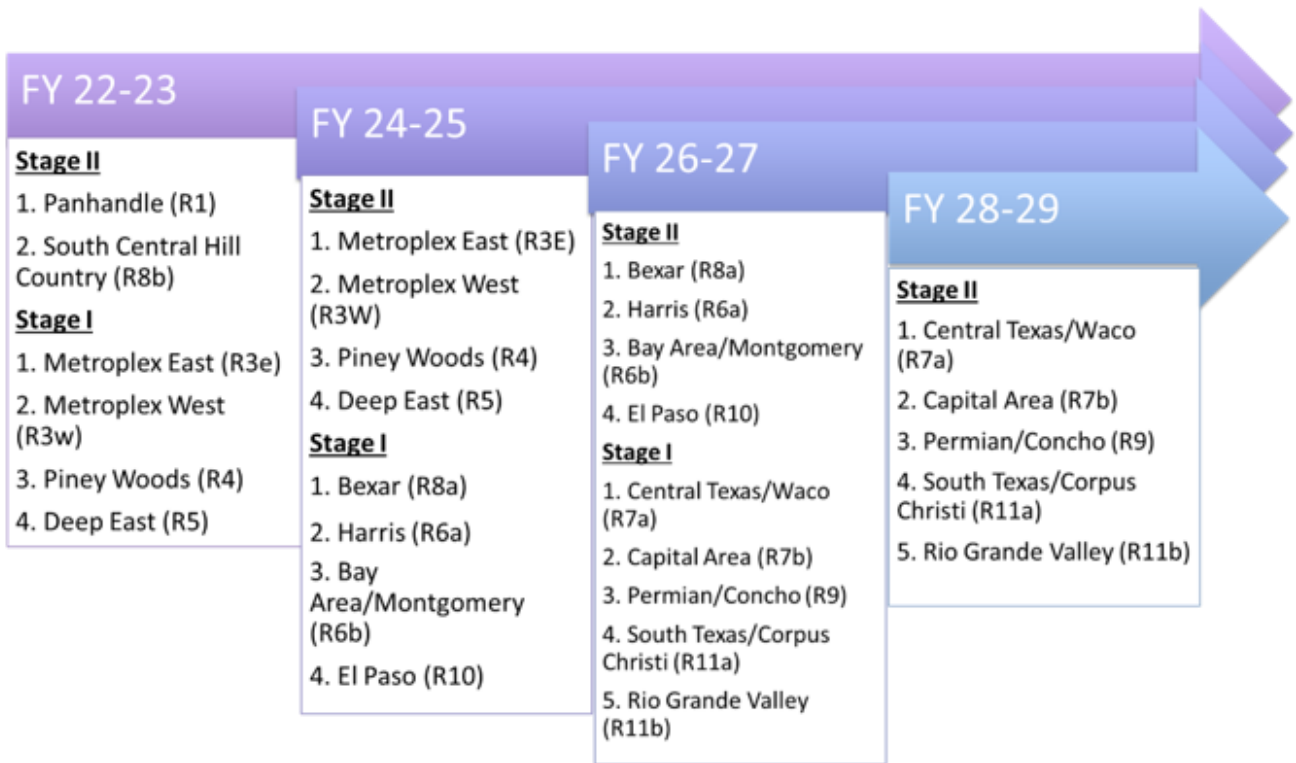 FY 22-23
Stage II
1. Panhandle (R1)
2. South Central Hill
Country (R8b)
Stage I
1. Metroplex East (R3e)
2. Metroplex West
(R3w)
3. Piney Woods (R4)
4. Deep East (R5)
FY 24-25
Stage II
1. Metroplex East (R3E)
2. Metroplex West
(R3W)
3. Piney Woods (R4)
4. Deep East (R5)
Stage I
1. Bexar (R8a)
2. Harris (R6a)
3. Bay
Area/Montgomery
(R6b)
4. El Paso (R10)
FY 26-27
Stage II
1. Bexar (R8a)
2. Harris (R6a)
3. Bay Area/Montgomery
(R6b)
4. El Paso (R10)
Stage I
1. Central Texas/Waco
(R7a)
2. Capital Area (R7b)
3. Permian/Concho (R9)
4. South Texas/Corpus
Christi (R11a)
5. Rio Grande Valley
(R11b)
FY 28-29
Stage II
1. Central Texas/Waco
(R7a)
2. Capital Area (R7b)
3. Permian/Concho (R9)
4. South Texas/Corpus
Christi (R11a)
5. Rio Grande Valley (R11b)